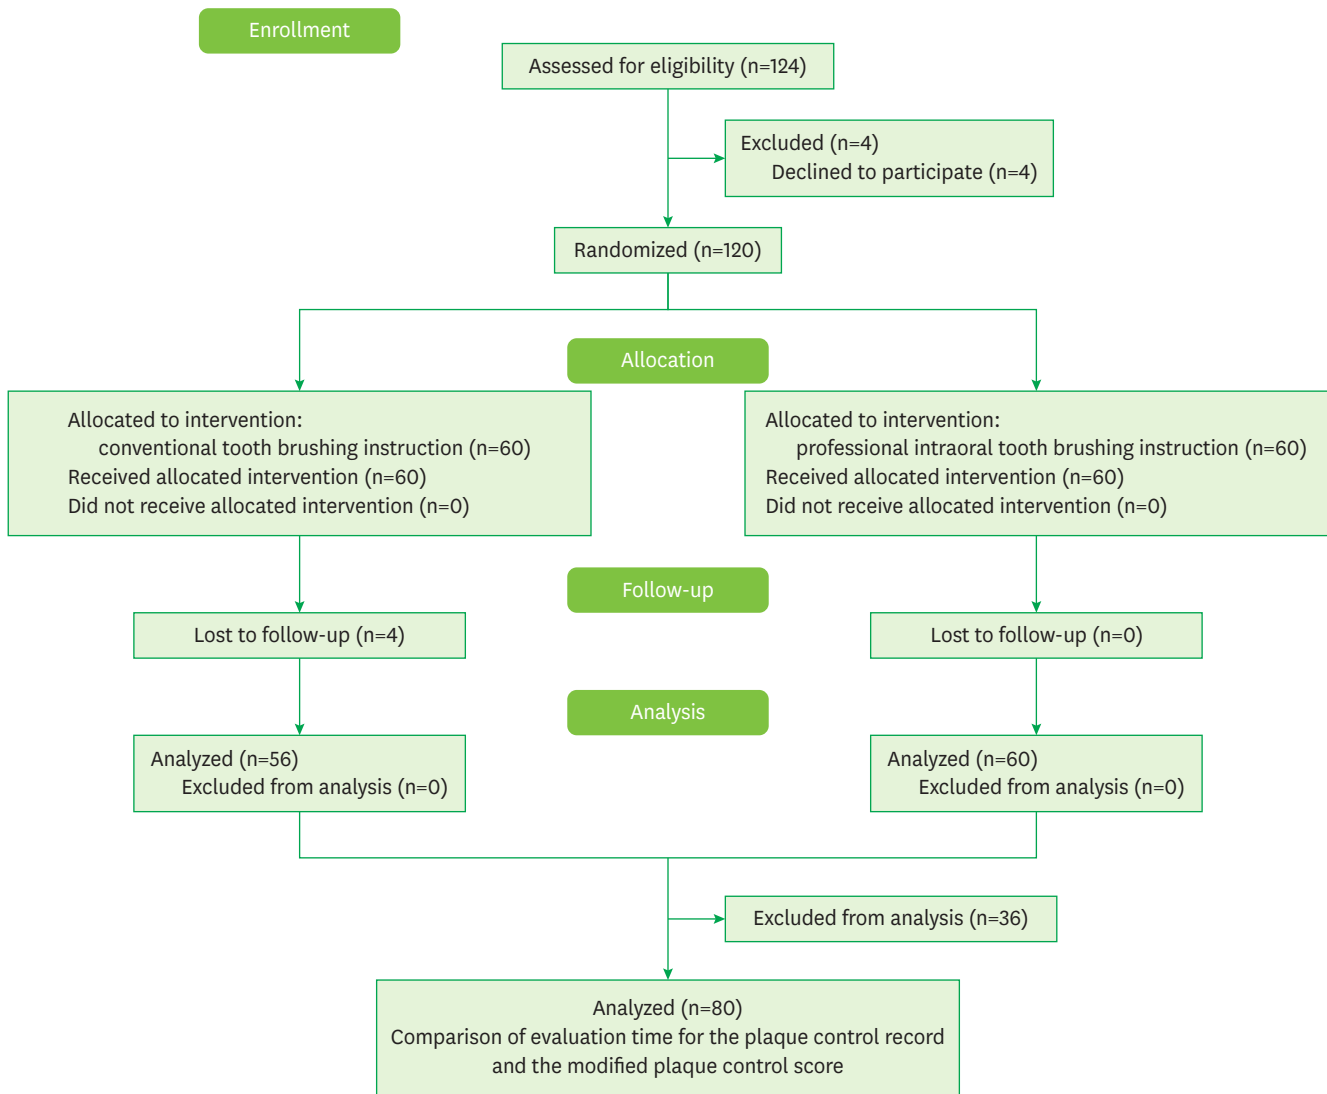 Enrollment
Assessed for eligibility (n=124)
Excluded (n=4)
Declined to participate (n=4)
Randomized (n=120)
Allocation
Allocated to intervention:
conventional tooth brushing instruction (n=60)
Received allocated intervention (n=60)
Did not receive allocated intervention (n=0)
Allocated to intervention:
professional intraoral tooth brushing instruction (n=60)
Received allocated intervention (n=60)
Did not receive allocated intervention (n=0)
Follow-up
Lost to follow-up (n=4)
Lost to follow-up (n=0)
Analysis
Analyzed (n=56)
Excluded from analysis (n=0)
Analyzed (n=60)
Excluded from analysis (n=0)
Excluded from analysis (n=36)
Analyzed (n=80)
Comparison of evaluation time for the plaque control record
and the modified plaque control score